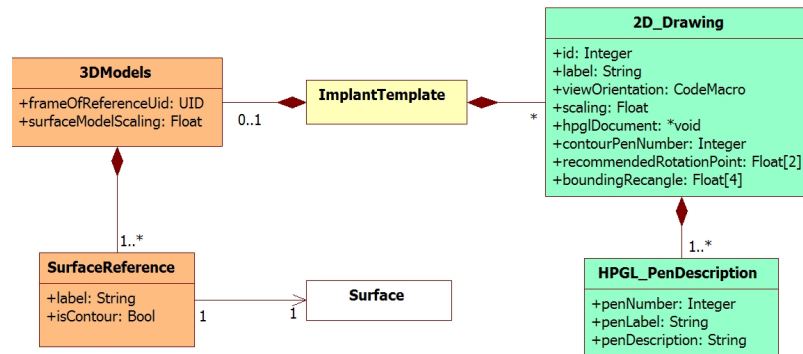 3DModels
+frameOfReferenceUid: UID
+surfaceModelScaling: Float
0..1
ImplantTemplate
*
2D_Drawing
+id: Integer
+label: String
+viewOrientation: CodeMacro
+scaling: Float
+hpglDocument: *void
+contourPenNumber: Integer
+recommendedRotationPoint: Float[2]
+boundingRecangle: Float[4]
1..*
SurfaceReference
+label: String
+isContour: Bool
1
1
Surface
1..*
HPGL_PenDescription
+penNumber: Integer
+penLabel: String
+penDescription: String